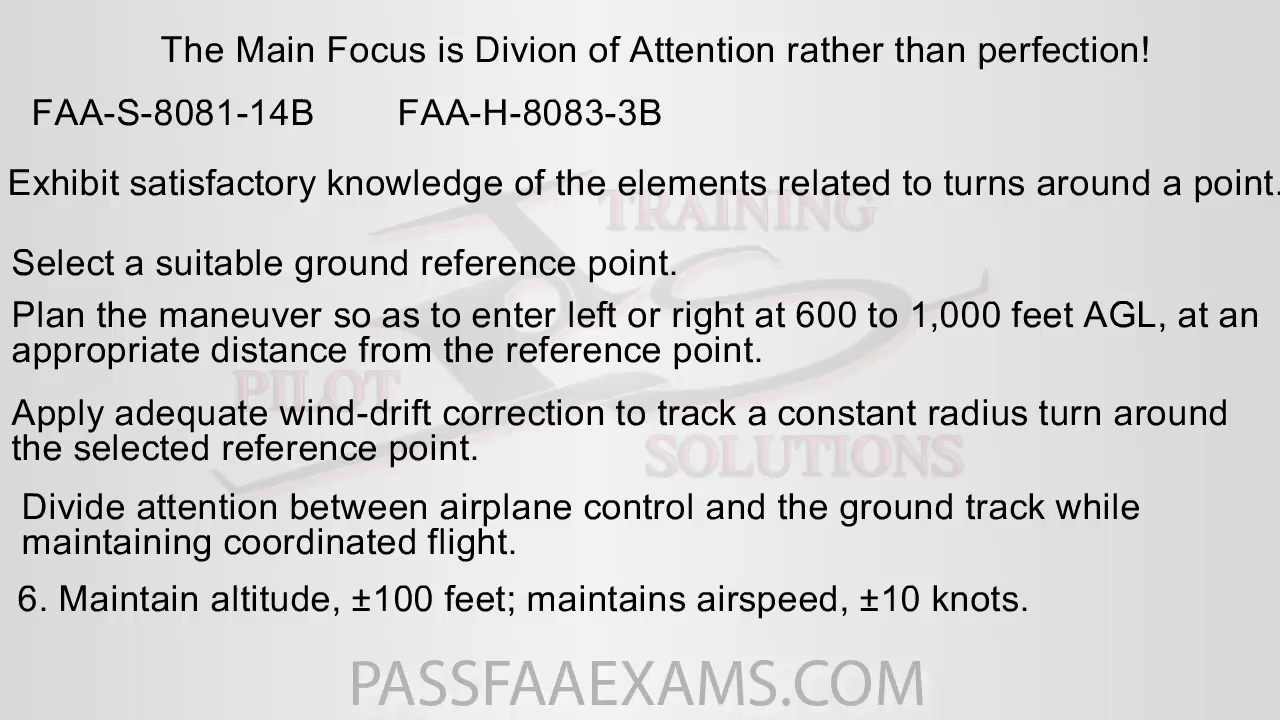 The Main Focus is Divion of Attention rather than perfection!
FAA-S-8081-14B FAA-H-8083-3B
Exhibit satisfactory knowledge of the elements related to turns around a point.
TRAINING
Select a suitable ground reference point.
Plan the maneuver so as to enter left or right at 600 to 1,000 feet AGL, at an
appropriate distance from the reference point.
PILOT
Apply adequate wind-drift correction to track a constant radius turn around
the selected reference point.
SOLUTIONS
Divide attention between airplane control and the ground track while
maintaining coordinated flight.
6. Maintain altitude, ±100 feet; maintains airspeed, ±10 knots.
PASSFAAEXAMS.COM